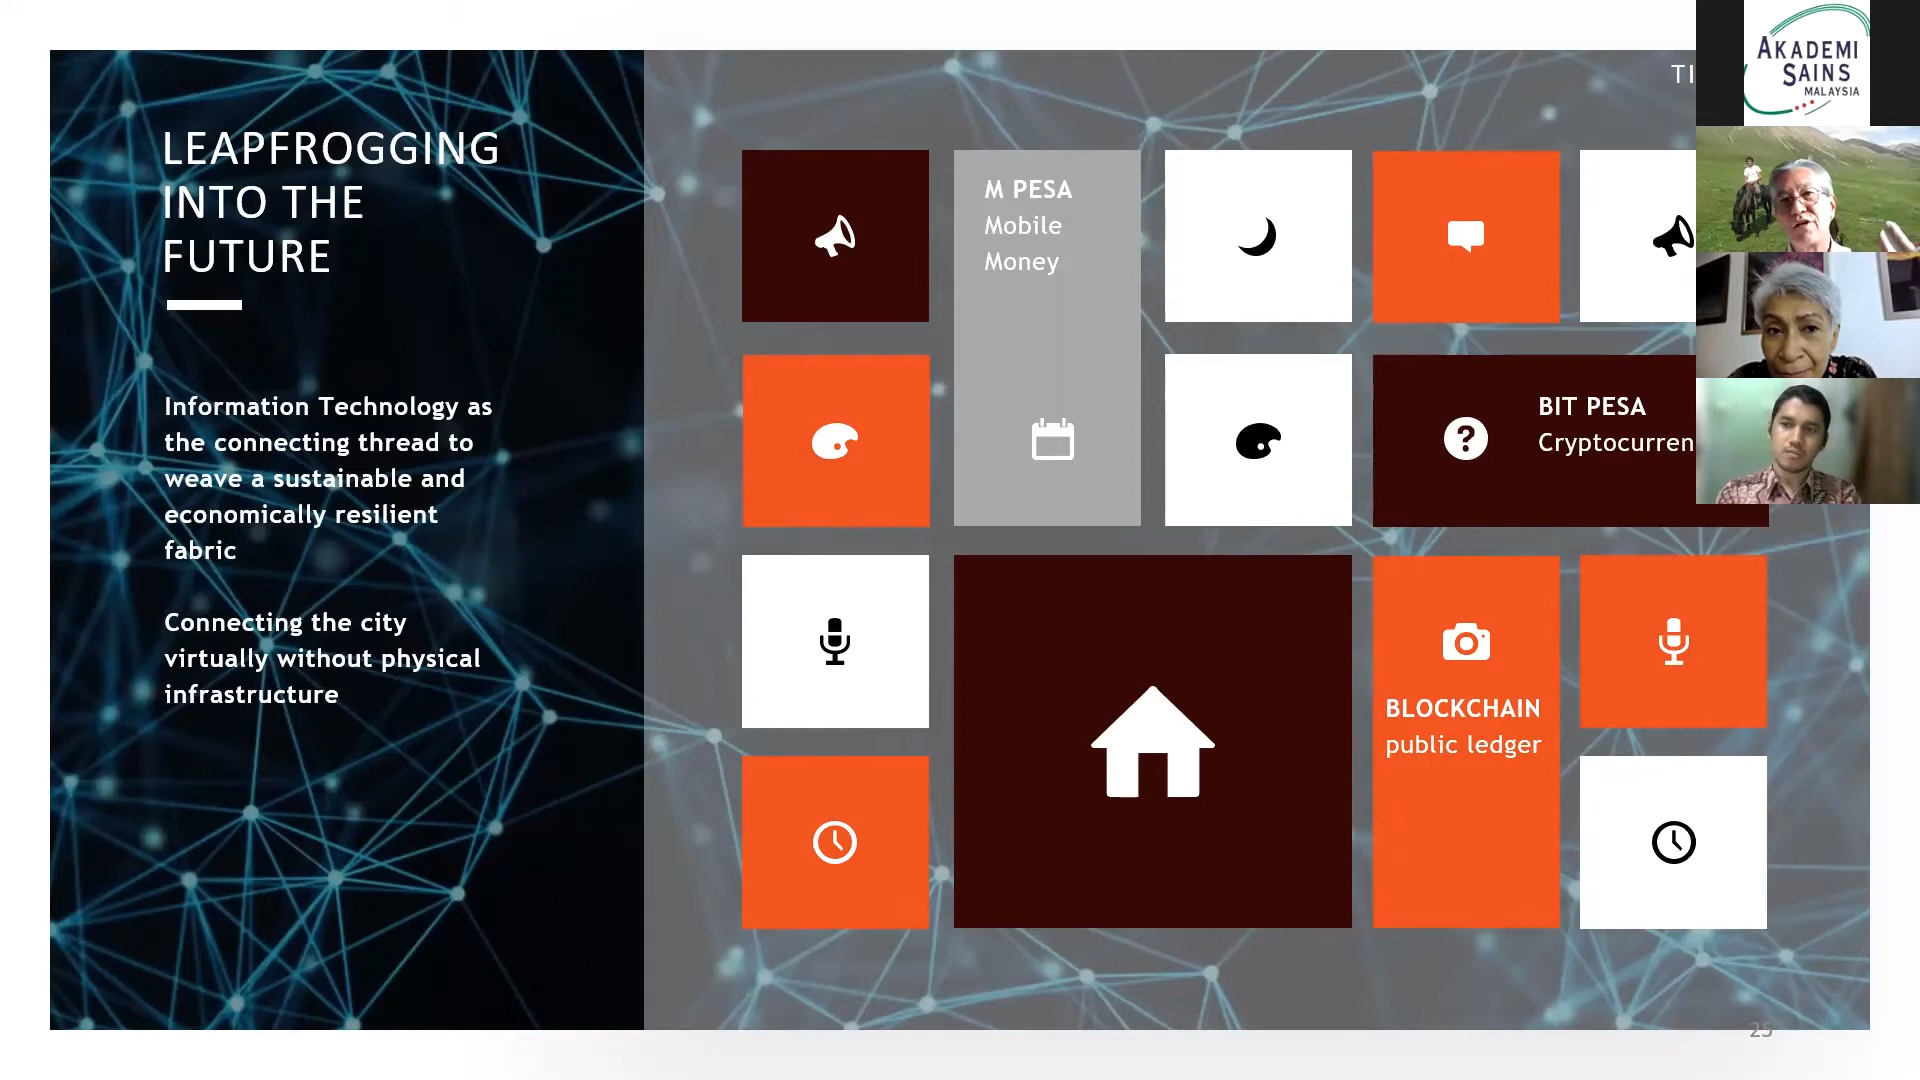 LEAPFROGGING
INTO THE
FUTURE
Information Technology as
the connecting thread to
weave a sustainable and
economically resilient
fabric
Connecting the city
virtually without physical
infrastructure
TI
M PESA
Mobile
Money
BIT PESA
Cryptocurren
BLOCKCHAIN
public ledger
25
AKADEMI
SAINS
MALAYSIA